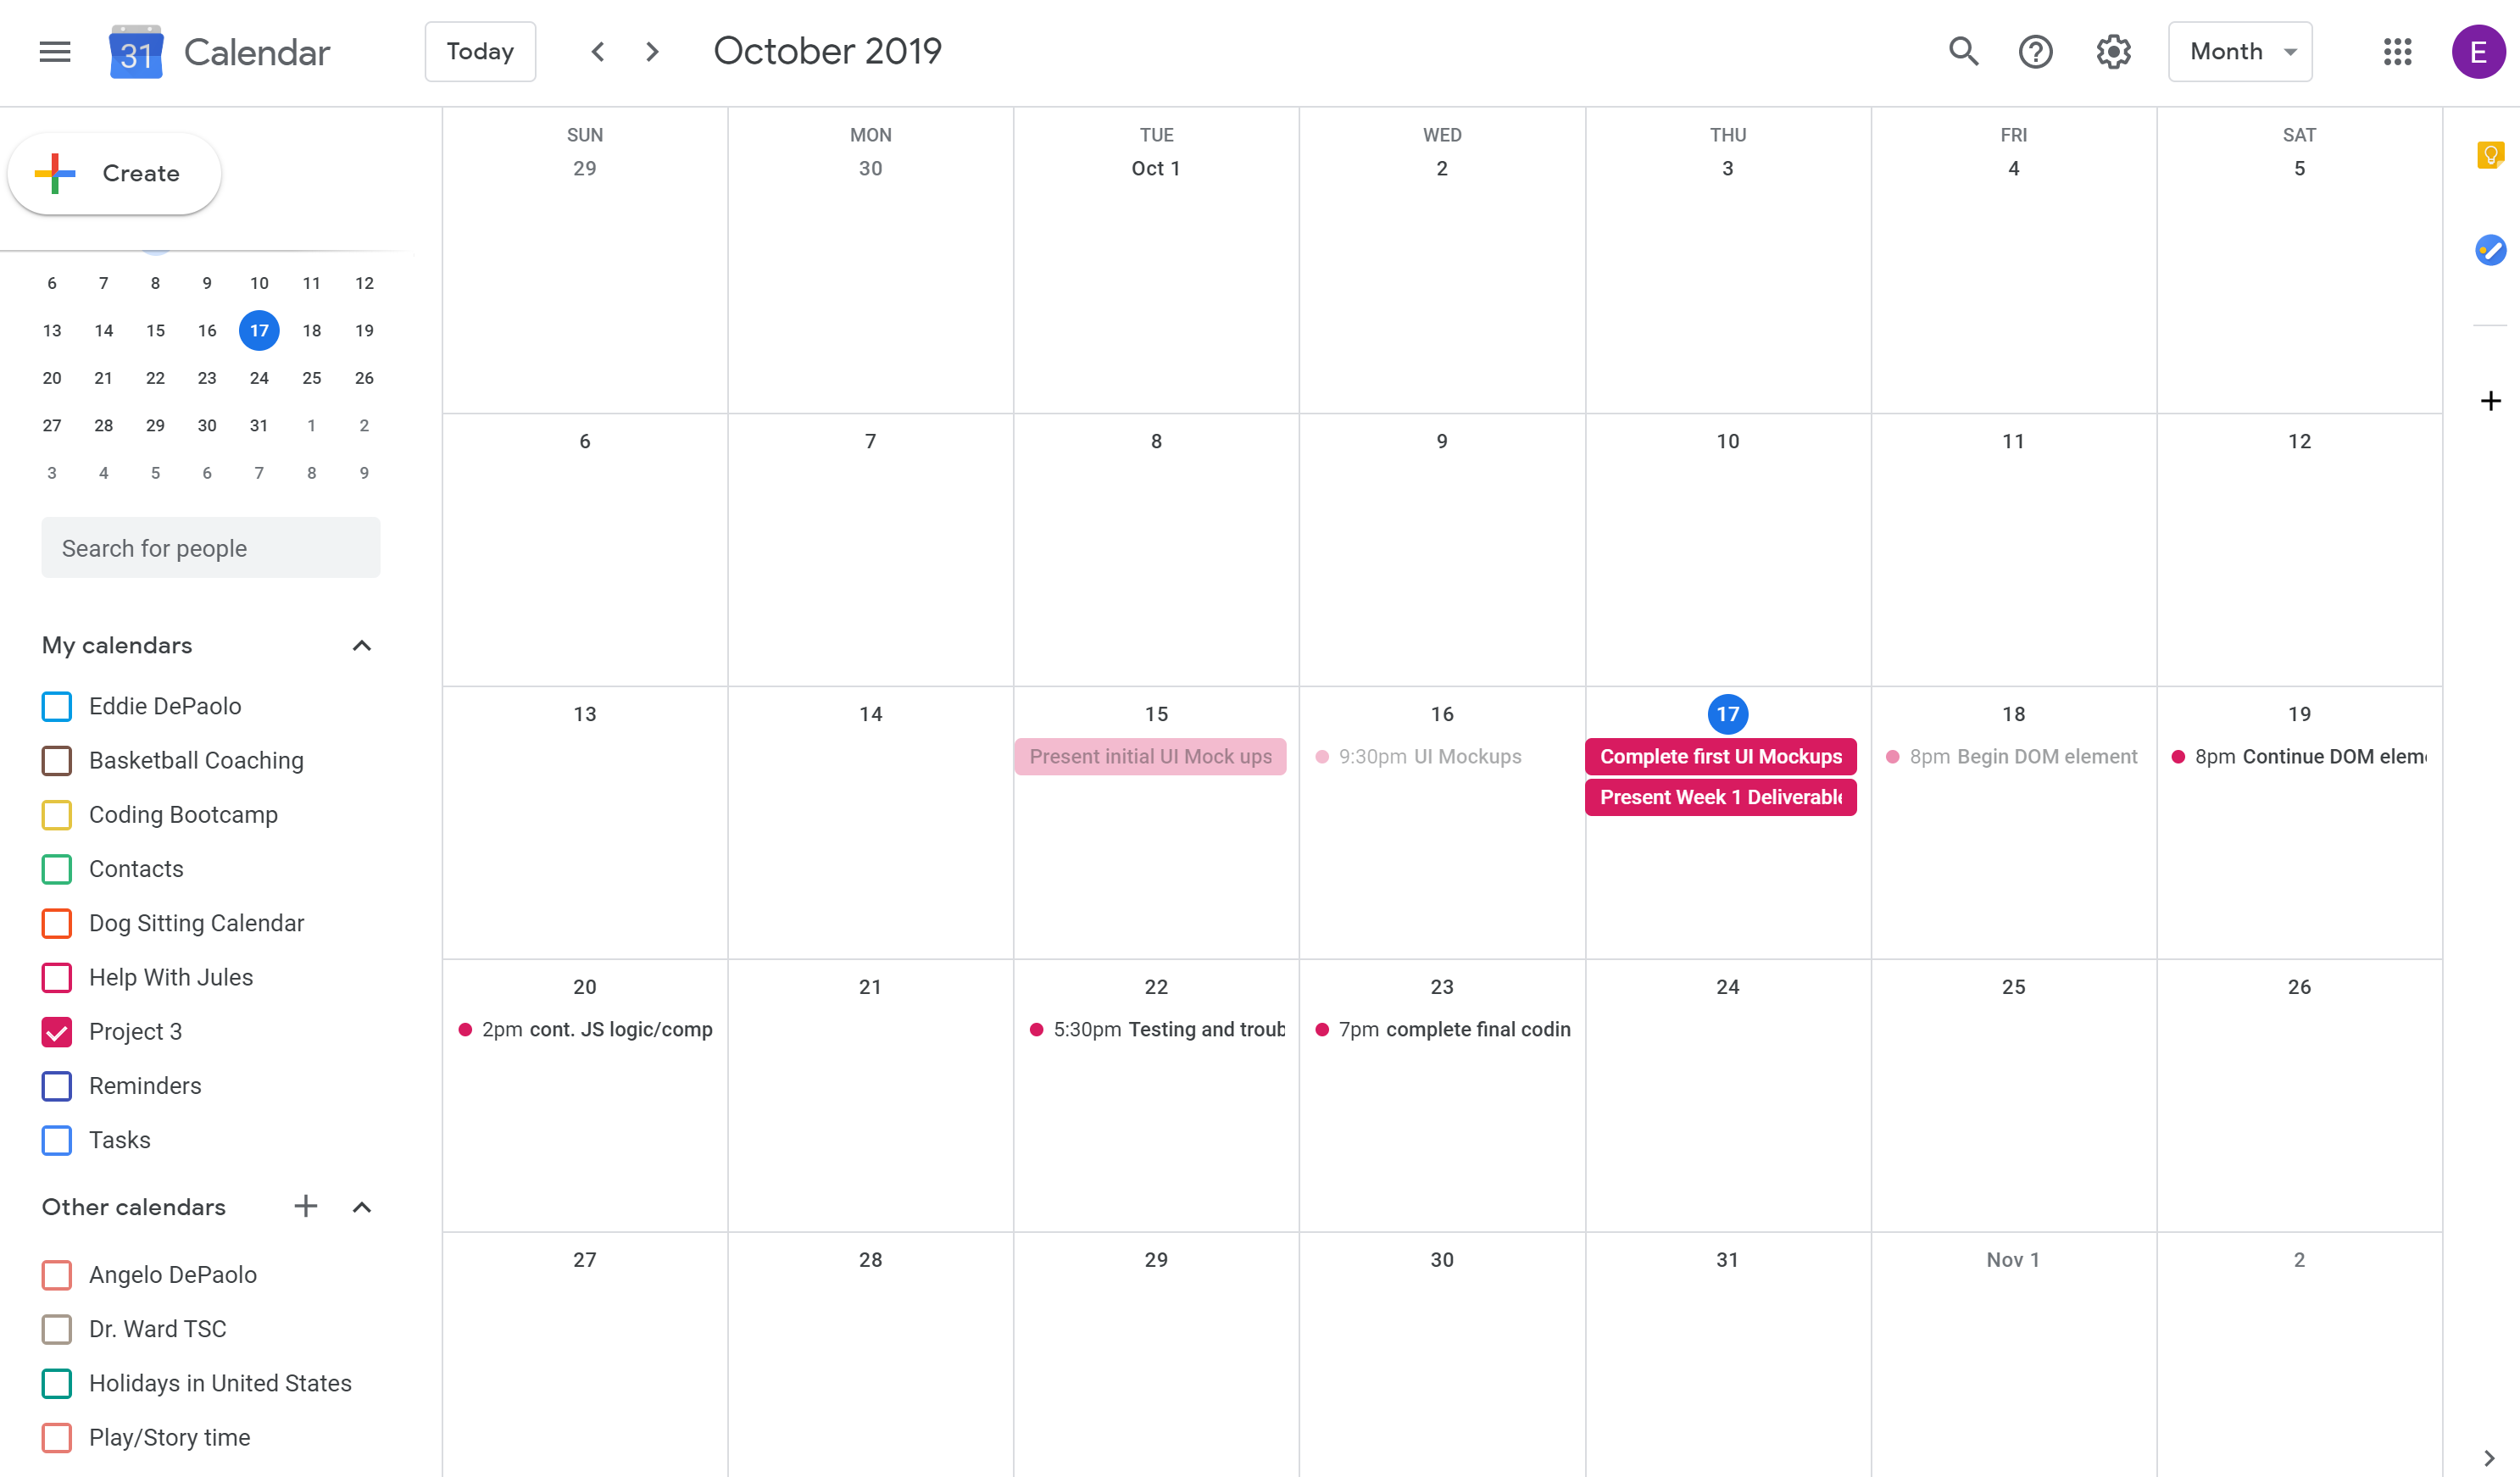 31 Calendar Today October 2019 Month E
Create
6 7 8 9 10 11 12
13 14 15 16 17 18 19
20 21 22 23 24 25 26
27 28 29 30 31 1 2
3 4 5 6 7 8 9
Search for people
My calendars
Eddie DePaolo
Basketball Coaching
Coding Bootcamp
Contacts
Dog Sitting Calendar
Help With Jules
Project 3
Reminders
Tasks
Other calendars
Angelo DePaolo
Dr. Ward TSC
Holidays in United States
Play/Story time
SUN MON TUE WED THU FRI SAT
29 30 Oct 1 2 3 4 5
6 7 8 9 10 11 12
13 14 15 16 17 18 19
Present initial UI Mock ups
9:30pm UI Mockups
Complete first UI Mockups
Present Week 1 Deliverable
8pm Begin DOM element
8pm Continue DOM elem
20 21 22 23 24 25 26
2pm cont. JS logic/comp
5:30pm Testing and troub
7pm complete final codin
27 28 29 30 31 Nov 1 2